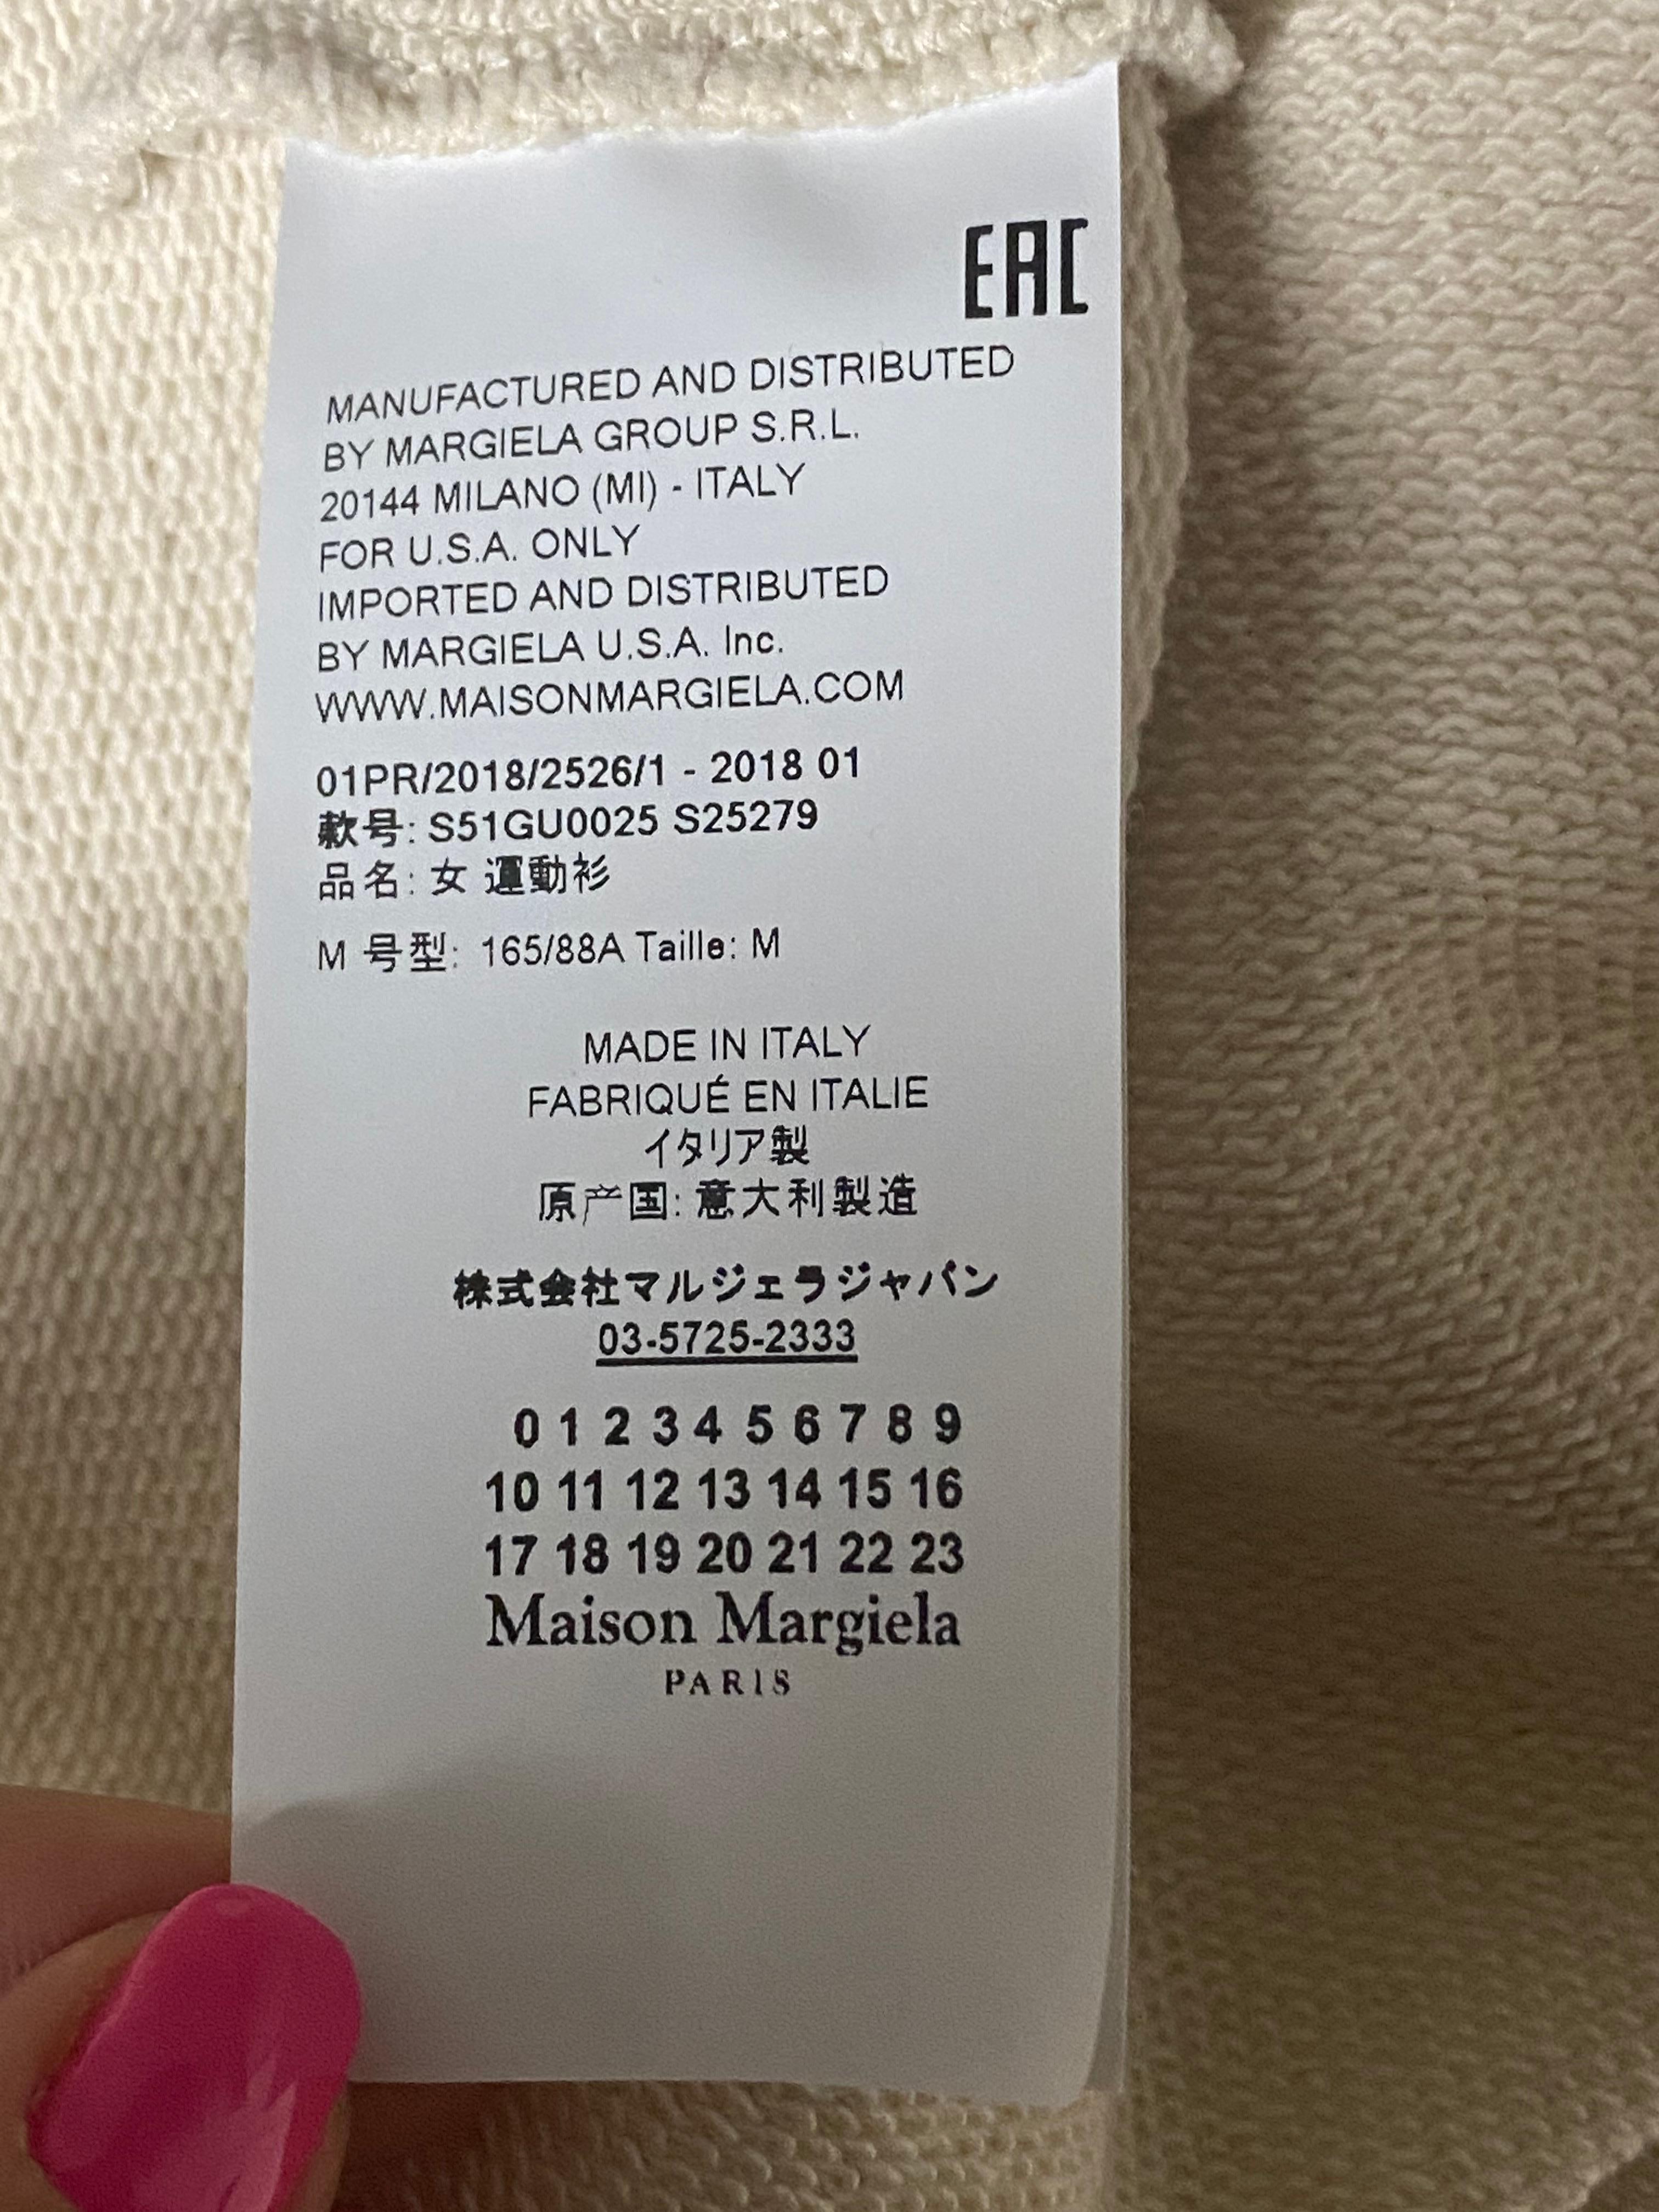 EAC
MANUFACTURED AND DISTRIBUTED
BY MARGIELA GROUP S.R.L.
20144 MILANO (MI) - ITALY
FOR U.S.A. ONLY
IMPORTED AND DISTRIBUTED
BY MARGIELA U.S.A. Inc.
WWW.MAISONMARGIELA.COM
01PR/2018/2526/1 - 2018 01
款号: S51GU0025 S25279
品名: 女 運動衫
M 号型: 165/88A Taille: M
MADE IN ITALY
FABRIQUÉ EN ITALIE
イタリア製
原产国: 意大利製造
株式会社マルジェラジャパン
03-5725-2333
0 1 2 3 4 5 6 7 8 9
10 11 12 13 14 15 16
17 18 19 20 21 22 23
Maison Margiela
PARIS